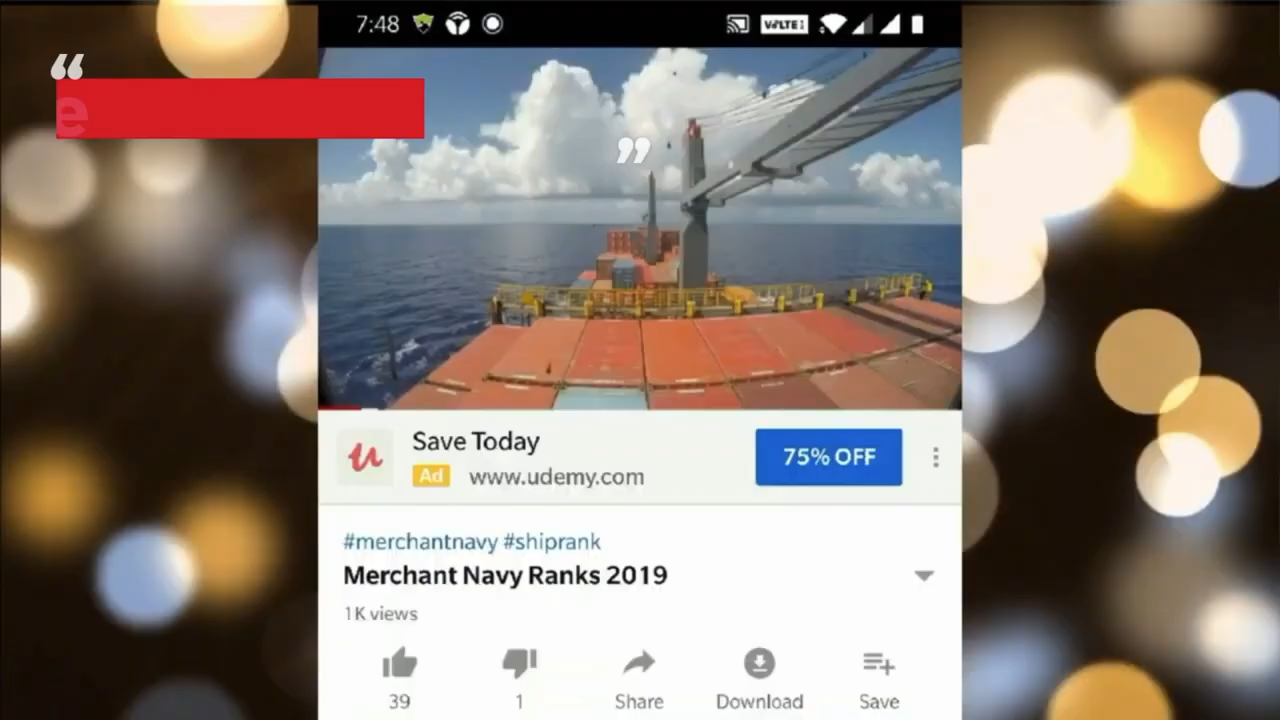 7:48
VoLTE
“
e
”
Save Today
75% OFF
Ad www.udemy.com
#merchantnavy #shiprank
Merchant Navy Ranks 2019
1K views
39 1 Share Download Save